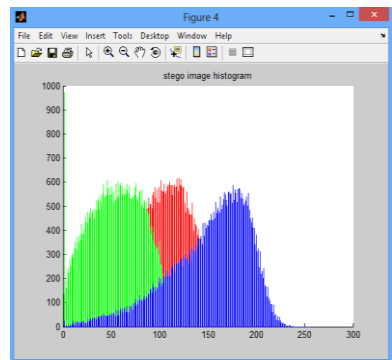 Figure 4
File Edit View Insert Tools Desktop Window Help
stego image histogram
1000
900
800
700
600
500
400
300
200
100
0
0 50 100 150 200 250 300